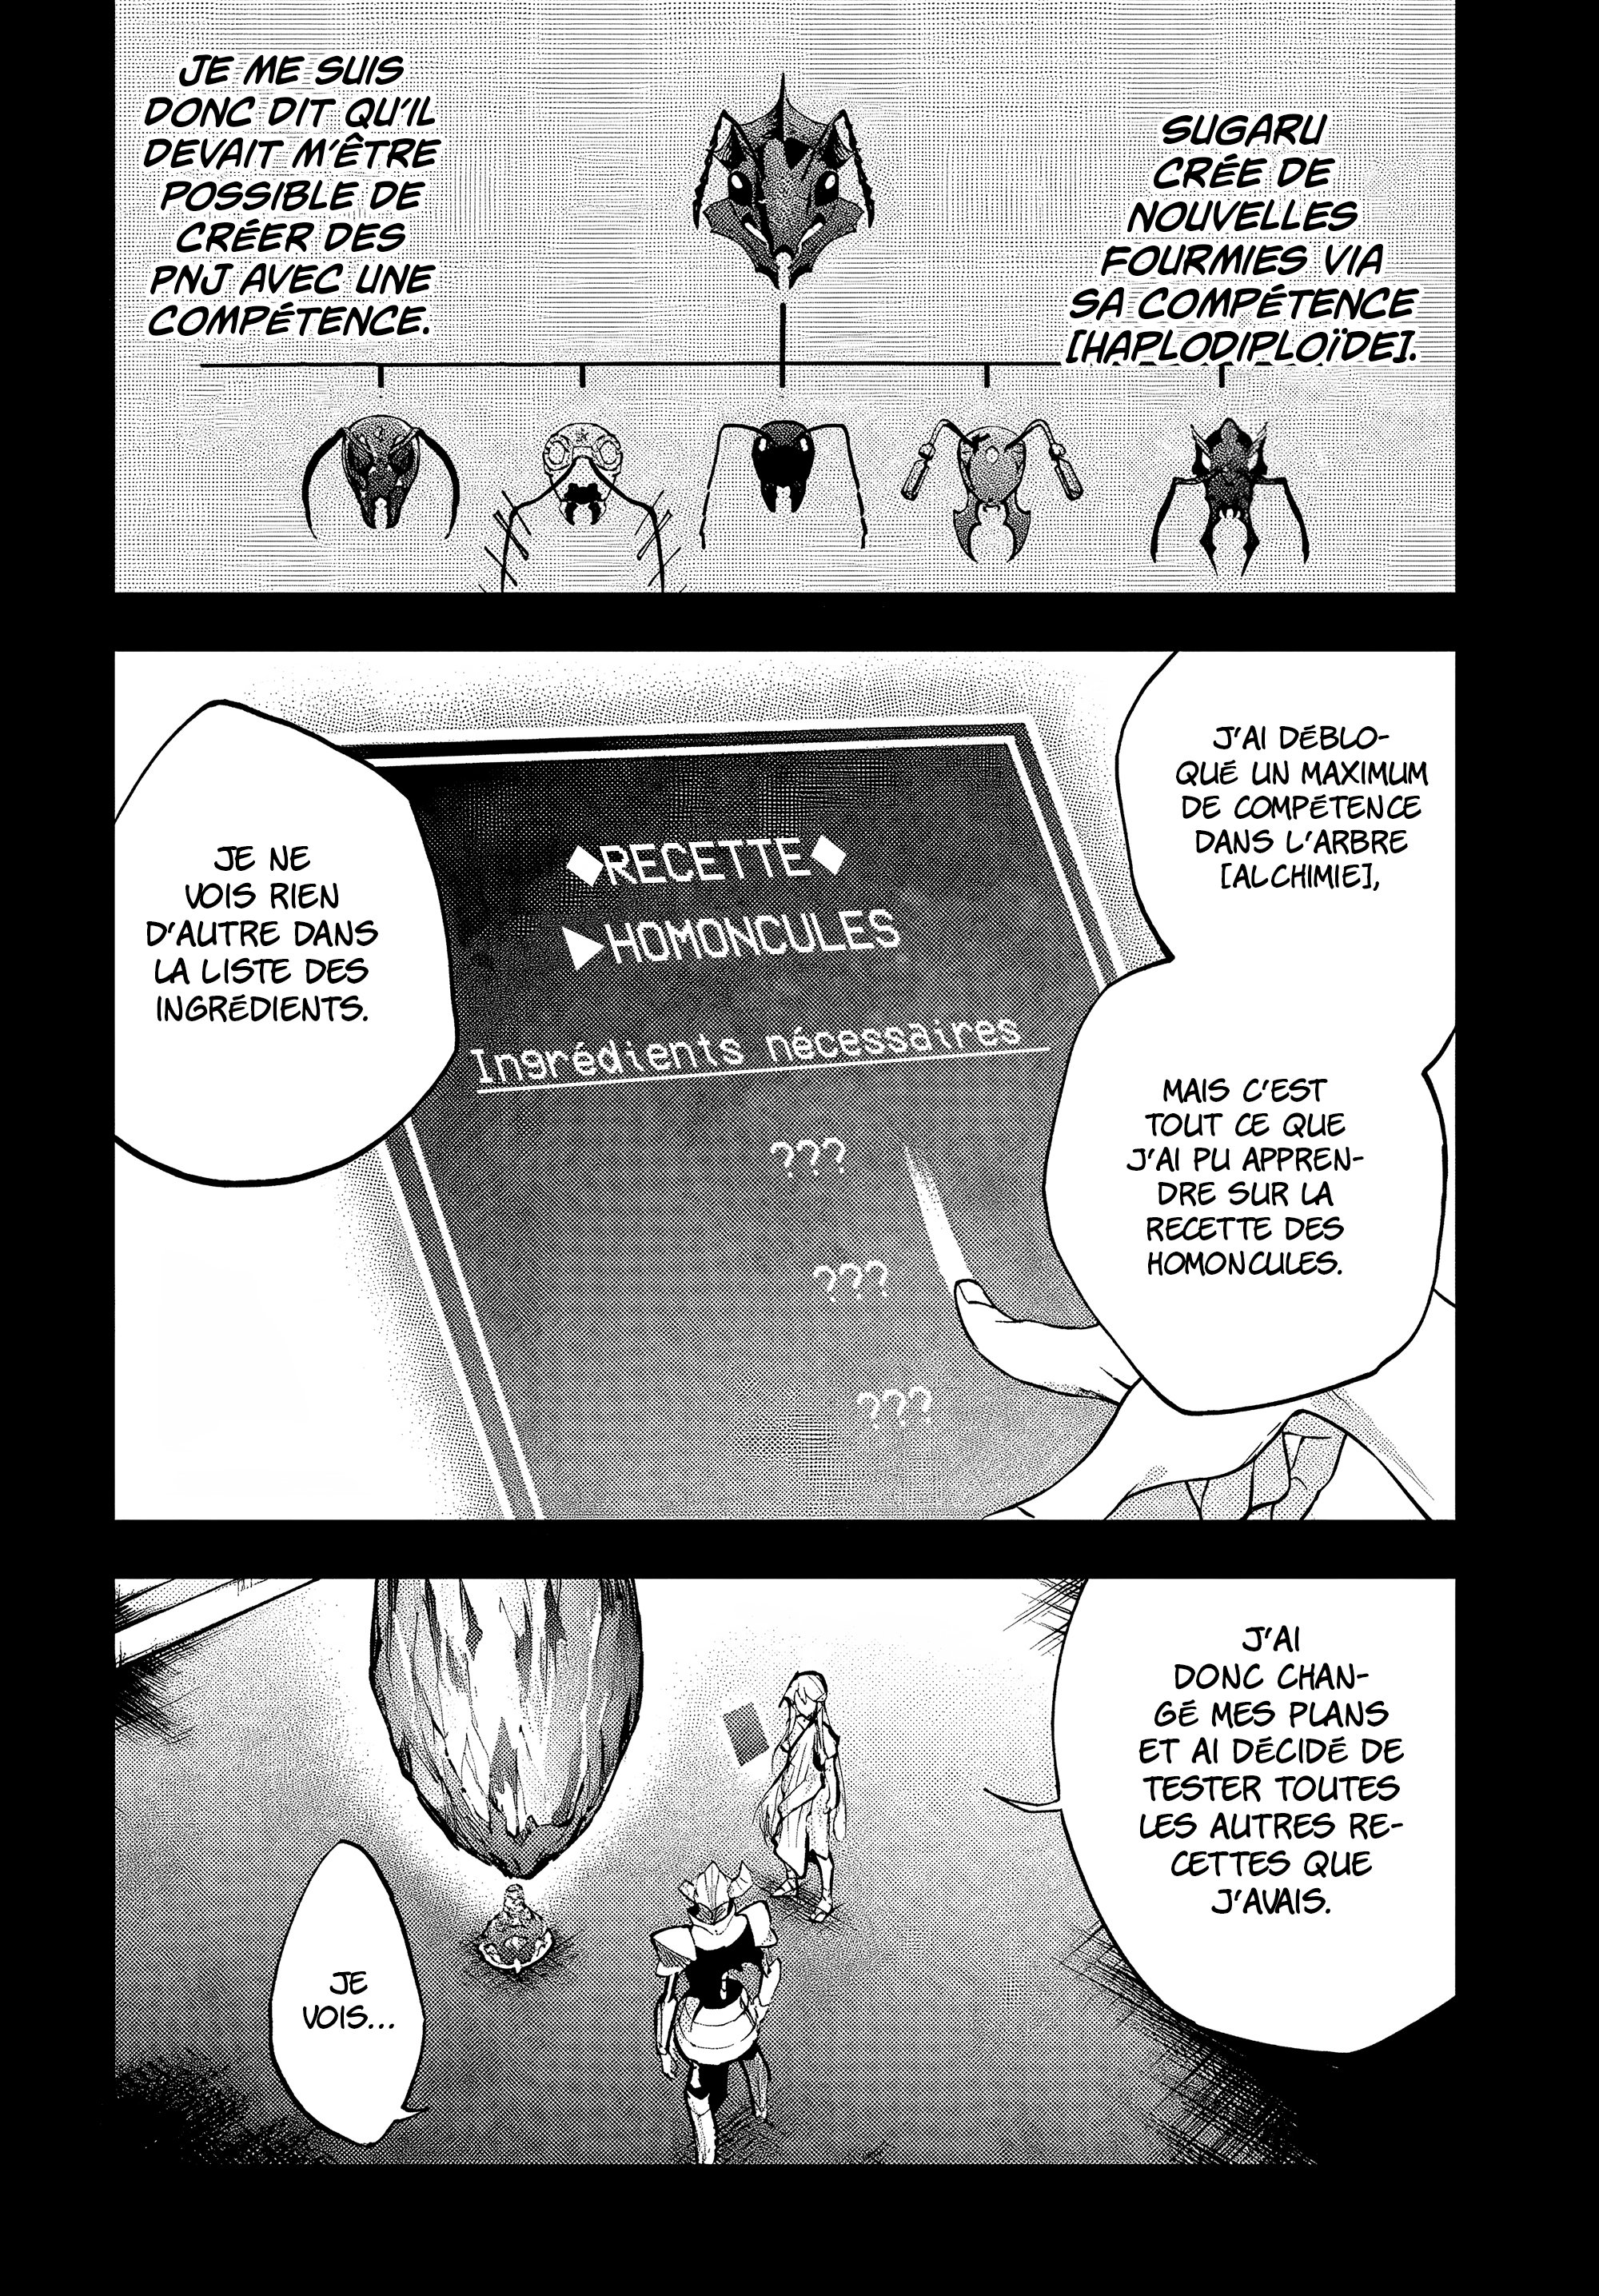 SUGARU
CRÉE DE
NOUVELLES
FOURMIES VIA
SA COMPÉTENCE
[HAPLODIPLOÏDE].
JE ME SUIS
DONC DIT QU'IL
DEVAIT M'ÊTRE
POSSIBLE DE
CRÉER DES
PNJ AVEC UNE
COMPÉTENCE.
J'AI DÉBLO-
QUÉ UN MAXIMUM
DE COMPÉTENCE
DANS L'ARBRE
[ALCHIMIE],
MAIS C'EST
TOUT CE QUE
J'AI PU APPREN-
DRE SUR LA
RECETTE DES
HOMONCULES.
◆RECETTE◆
▶HOMONCULES
Ingrédients nécessaires
???
???
???
JE NE
VOIS RIEN
D'AUTRE DANS
LA LISTE DES
INGRÉDIENTS.
J'AI
DONC CHAN-
GÉ MES PLANS
ET AI DÉCIDÉ DE
TESTER TOUTES
LES AUTRES RE-
CETTES QUE
J'AVAIS.
JE
VOIS...